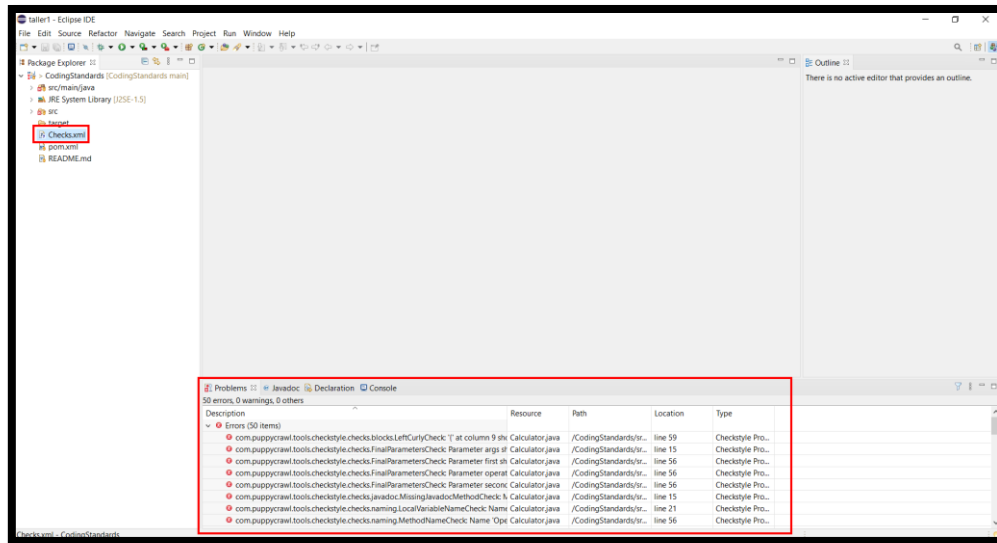 taller1 - Eclipse IDE
File Edit Source Refactor Navigate Search Project Run Window Help
Package Explorer
Outline
CodingStandards [CodingStandards main]
There is no active editor that provides an outline.
src/main/java
JRE System Library [J2SE-1.5]
src
target
Checks.xml
pom.xml
README.md
Problems Javadoc Declaration Console
50 errors, 0 warnings, 0 others
Description Resource Path Location Type
Errors (50 items)
com.puppycrawl.tools.checkstyle.checks.blocks.LeftCurlyCheck: '{' at column 9 sho Calculator.java /CodingStandards/sr... line 59 Checkstyle Pro...
com.puppycrawl.tools.checkstyle.checks.FinalParametersCheck: Parameter args sh Calculator.java /CodingStandards/sr... line 15 Checkstyle Pro...
com.puppycrawl.tools.checkstyle.checks.FinalParametersCheck: Parameter first sh Calculator.java /CodingStandards/sr... line 56 Checkstyle Pro...
com.puppycrawl.tools.checkstyle.checks.FinalParametersCheck: Parameter operat Calculator.java /CodingStandards/sr... line 56 Checkstyle Pro...
com.puppycrawl.tools.checkstyle.checks.FinalParametersCheck: Parameter second Calculator.java /CodingStandards/sr... line 56 Checkstyle Pro...
com.puppycrawl.tools.checkstyle.checks.javadoc.MissingJavadocMethodCheck: M Calculator.java /CodingStandards/sr... line 15 Checkstyle Pro...
com.puppycrawl.tools.checkstyle.checks.naming.LocalVariableNameCheck: Name Calculator.java /CodingStandards/sr... line 21 Checkstyle Pro...
com.puppycrawl.tools.checkstyle.checks.naming.MethodNameCheck: Name 'Ope Calculator.java /CodingStandards/sr... line 56 Checkstyle Pro...
Checks.xml - CodingStandards